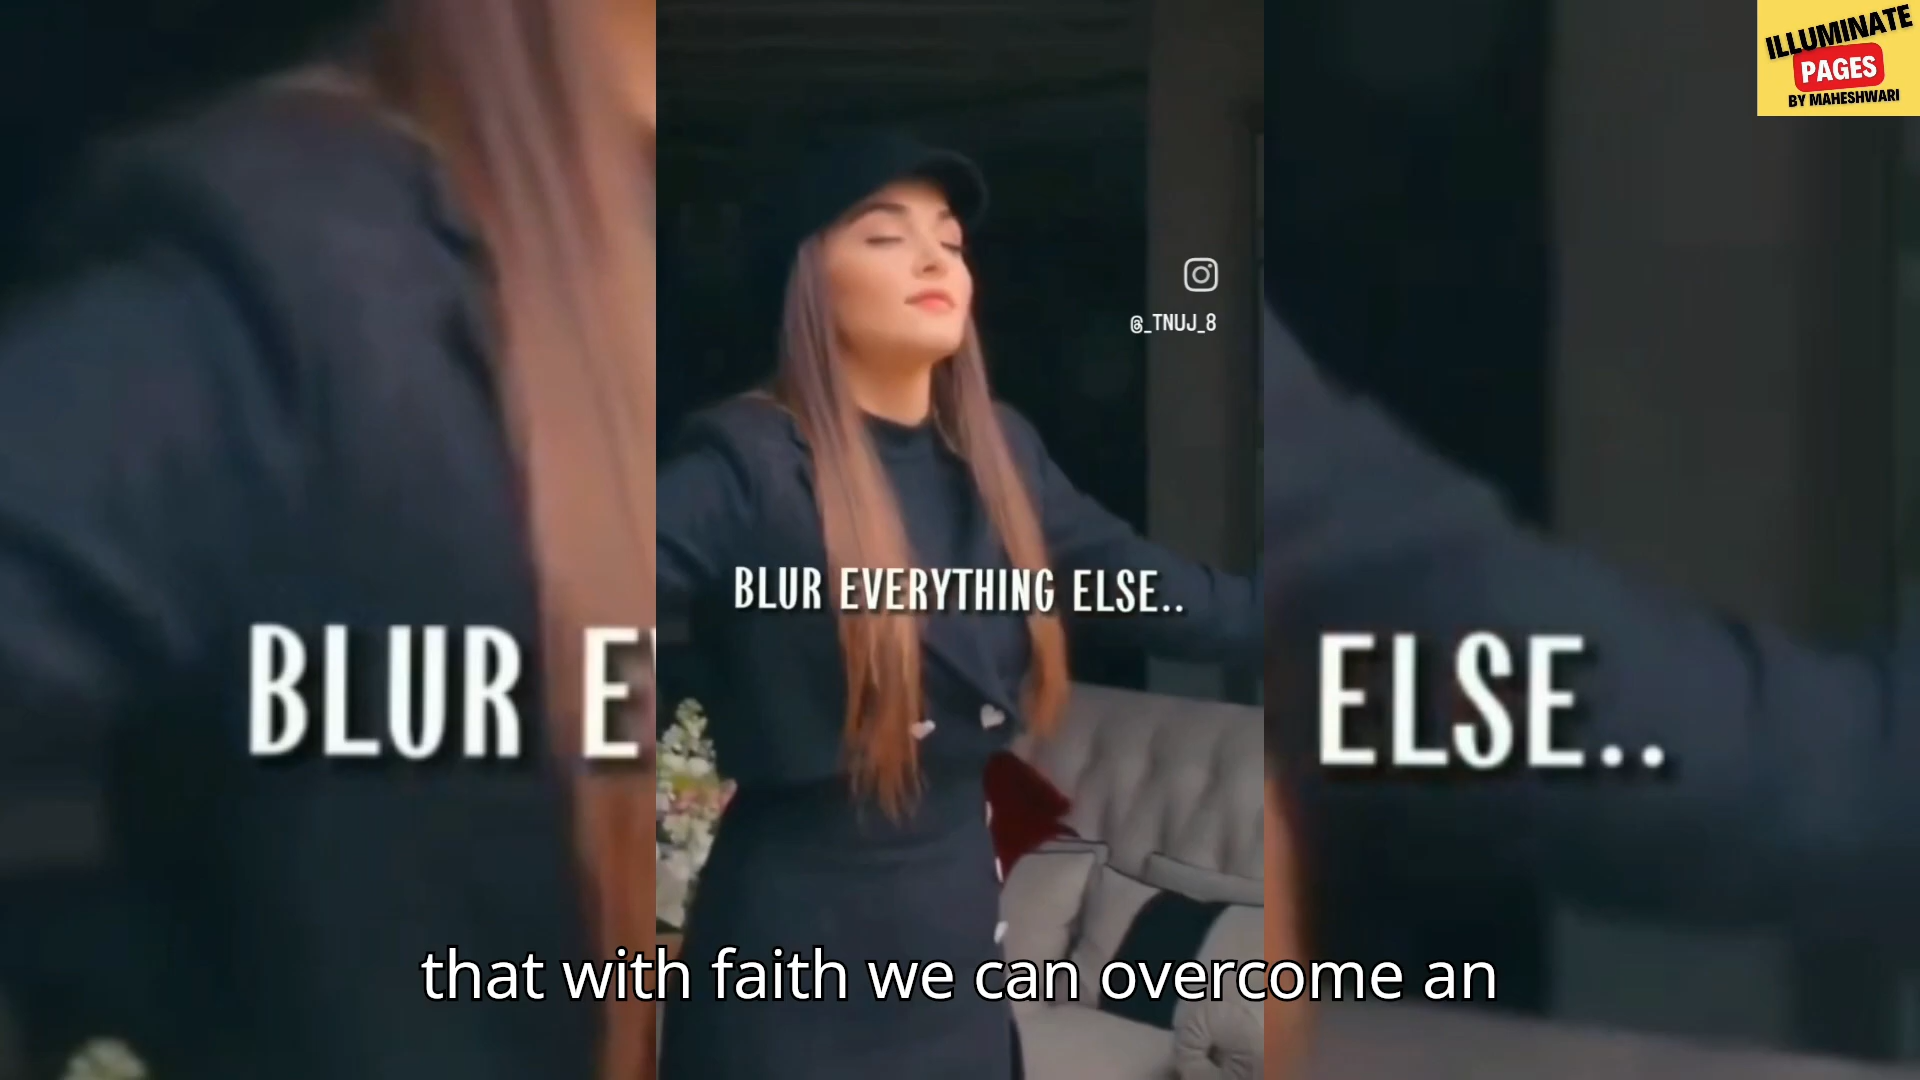 ILLUMINATE
PAGES
BY MAHESHWARI
@_TNUJ_8
BLUR EVERYTHING ELSE..
BLUR E
ELSE..
that with faith we can overcome an